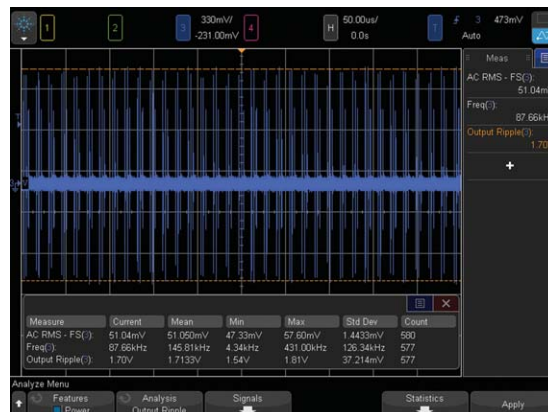 1 2 3 330mV/ -231.00mV 4 H 50.00us/ 0.0s T 3 473mV Auto
Meas
AC RMS - FS(3):
51.04m
Freq(3):
87.66kH
Output Ripple(3):
1.70
+
Measure Current Mean Min Max Std Dev Count
AC RMS - FS(3): 51.04mV 51.050mV 47.33mV 57.60mV 1.4433mV 580
Freq(3): 87.66kHz 145.81kHz 4.34kHz 431.00kHz 126.34kHz 577
Output Ripple(3): 1.70V 1.7133V 1.54V 1.81V 37.214mV 577
Analyze Menu
Features Power
Analysis Output Ripple
Signals
Statistics
Apply